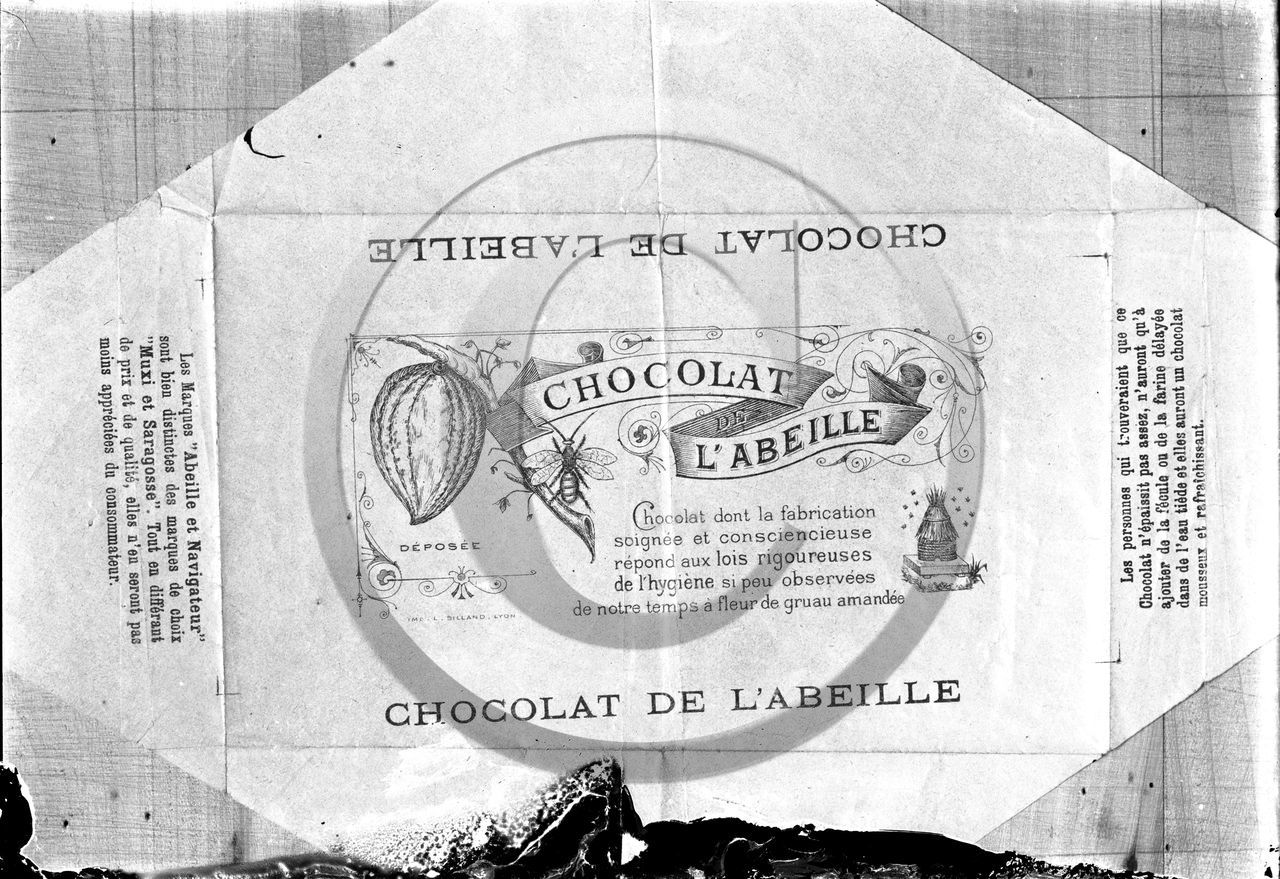 CHOCOLAT DE L'ABEILLE
CHOCOLAT
DE
L'ABEILLE
Chocolat dont la fabrication
soignée et consciencieuse
répond aux lois rigoureuses
de l'hygiène si peu observées
de notre temps à fleur de gruau amandée
DÉPOSÉE
IMP. L. BILLAND, LYON
CHOCOLAT DE L'ABEILLE
Les Marques "Abeille et Navigateur"
sont bien distinctes des marques de choix
"Muxi et Saragosse". Tout en différant
de prix et de qualité, elles n'en seront pas
moins appréciées du consommateur.
Les personnes qui trouveraient que ce
Chocolat n'épaissit pas assez, n'auront qu'à
ajouter de la fécule ou de la farine délayée
dans de l'eau tiède et elles auront un chocolat
mousseux et rafraîchissant.